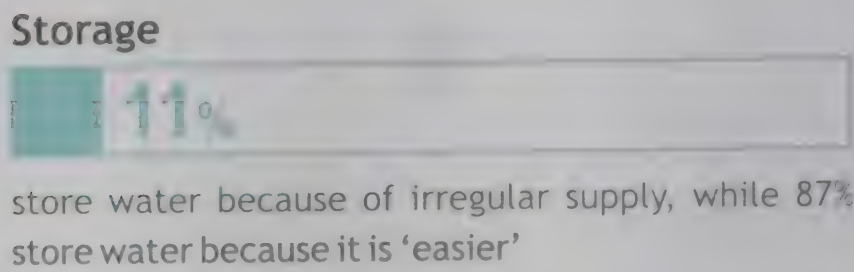 Storage
11%
store water because of irregular supply, while 87%
store water because it is ‘easier’